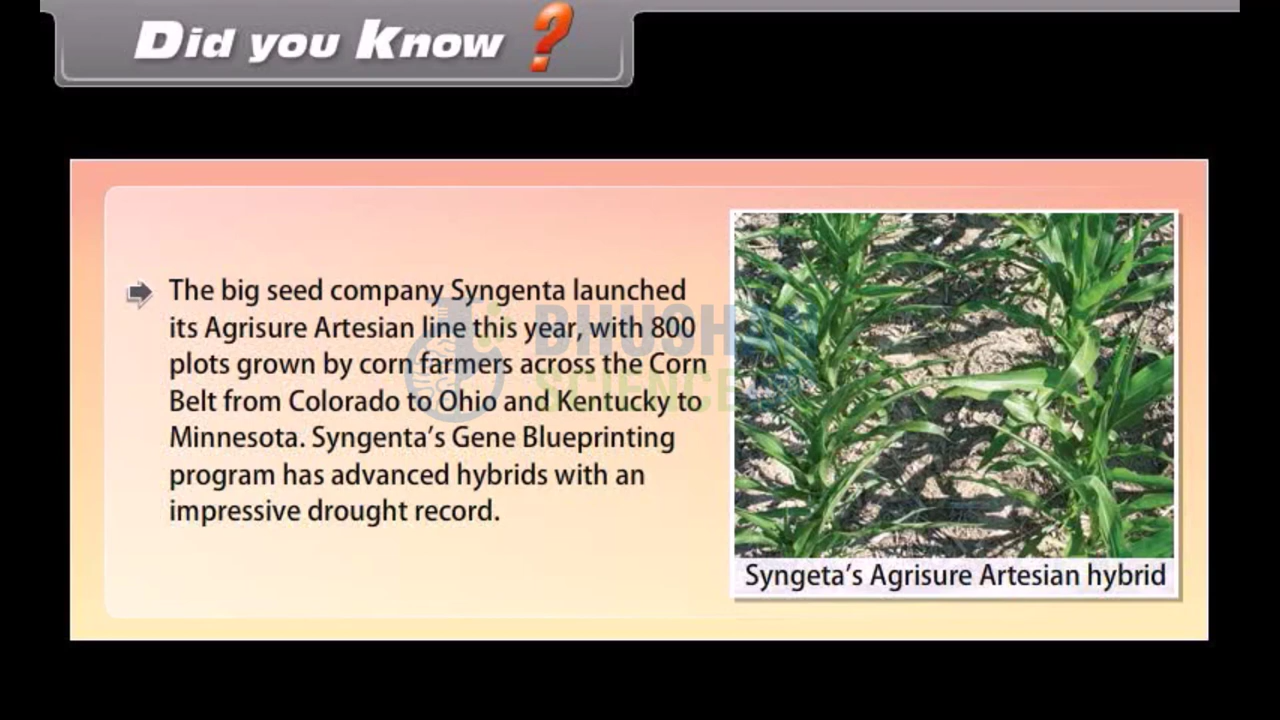 Did you Know ?
The big seed company Syngenta launched
its Agrisure Artesian line this year, with 800
plots grown by corn farmers across the Corn
Belt from Colorado to Ohio and Kentucky to
Minnesota. Syngenta's Gene Blueprinting
program has advanced hybrids with an
impressive drought record.
BHUSHAN
SCIENCE
Syngeta's Agrisure Artesian hybrid